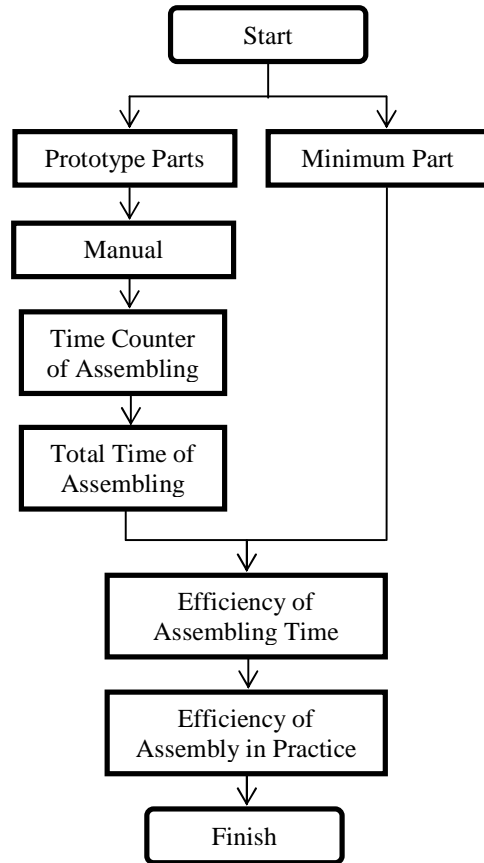 Start
Prototype Parts
Minimum Part
Manual
Time Counter
of Assembling
Total Time of
Assembling
Efficiency of
Assembling Time
Efficiency of
Assembly in Practice
Finish